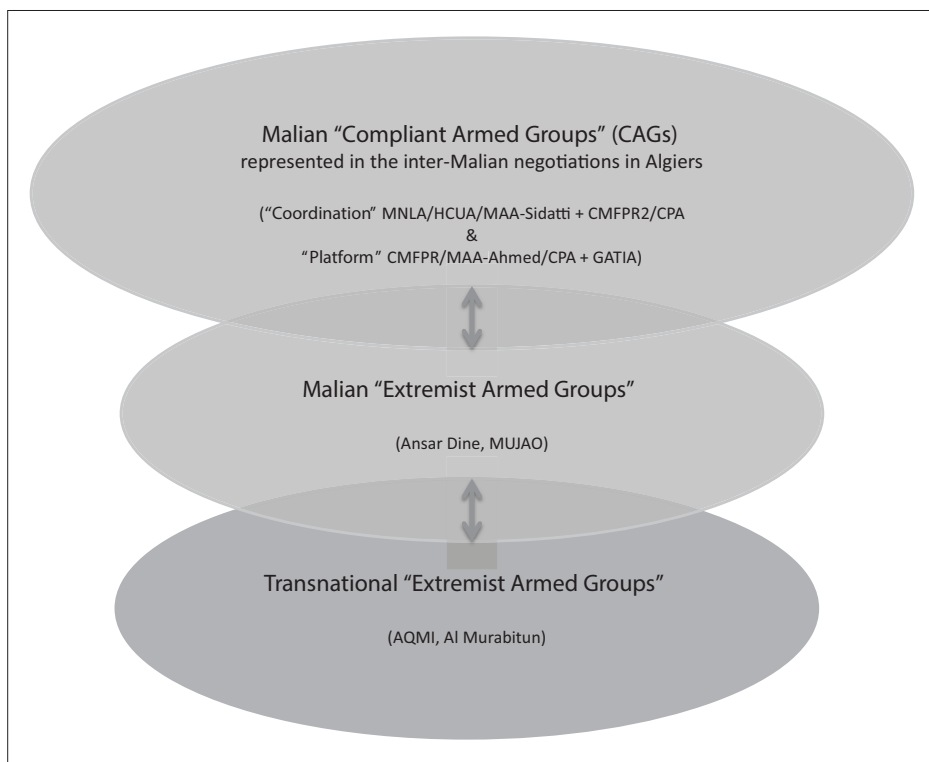 Malian “Compliant Armed Groups” (CAGs)
represented in the inter-Malian negotiations in Algiers
(“Coordination” MNLA/HCUA/MAA-Sidatti + CMFPR2/CPA
&
“Platform” CMFPR/MAA-Ahmed/CPA + GATIA)
Malian “Extremist Armed Groups”
(Ansar Dine, MUJAO)
Transnational “Extremist Armed Groups”
(AQMI, Al Murabitun)